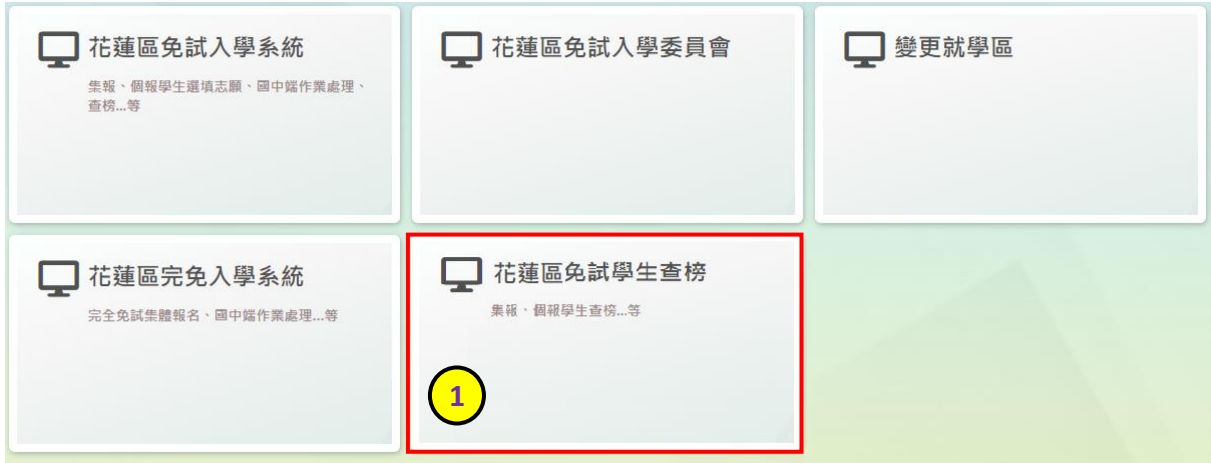 花蓮區免試入學系統
集報、個報學生選填志願、國中端作業處理、
查榜...等
花蓮區免試入學委員會
變更就學區
花蓮區完免入學系統
完全免試集體報名、國中端作業處理...等
花蓮區免試學生查榜
集報、個報學生查榜...等
1